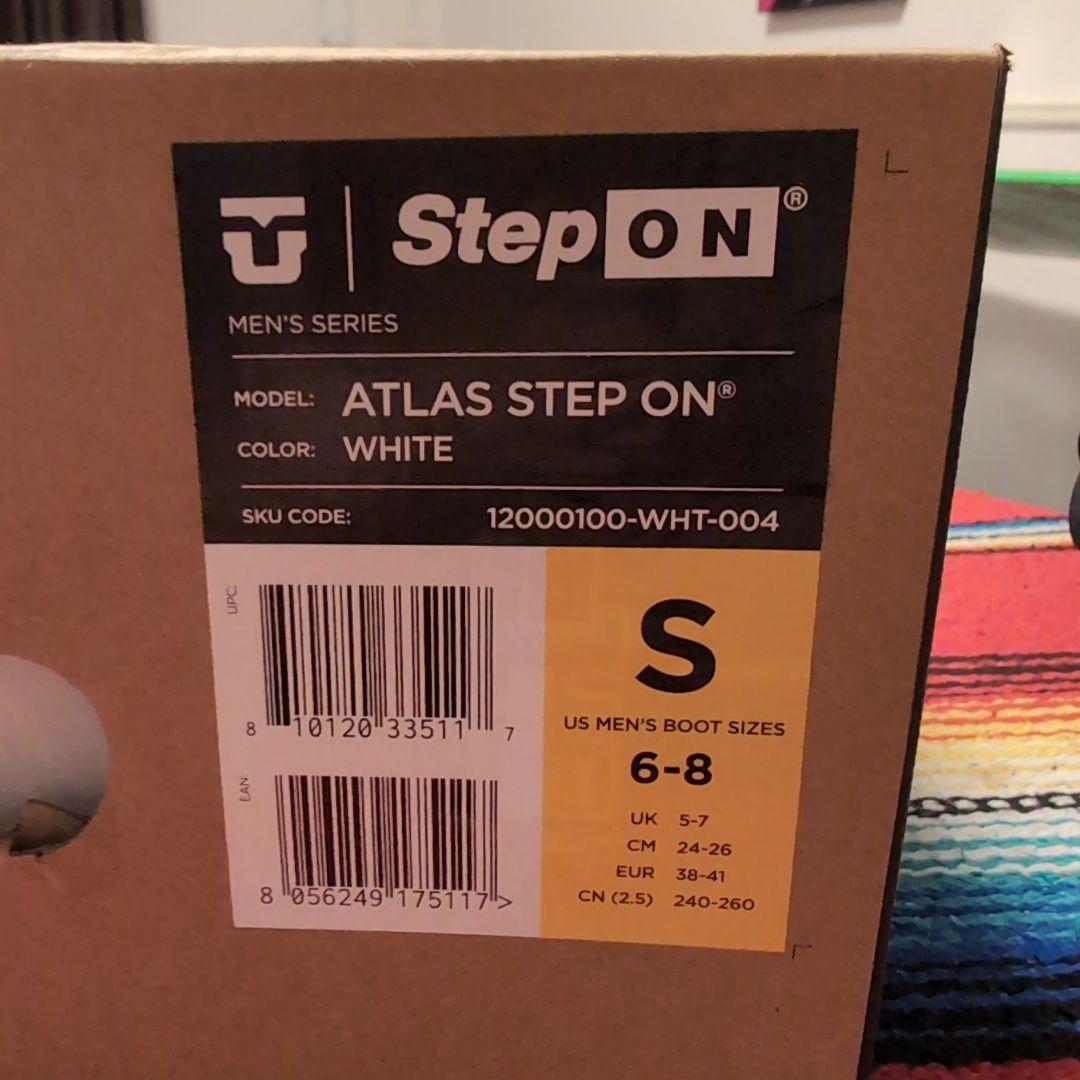 U | Step ON®
MEN'S SERIES
MODEL: ATLAS STEP ON®
COLOR: WHITE
SKU CODE: 12000100-WHT-004
UPC:
8 10120 33511 7
EAN:
8 056249 175117 >
S
US MEN'S BOOT SIZES
6-8
UK 5-7
CM 24-26
EUR 38-41
CN (2.5) 240-260